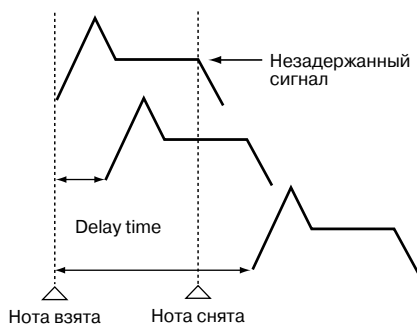 Незадержанный
сигнал
Delay time
Нота взята
Нота снята